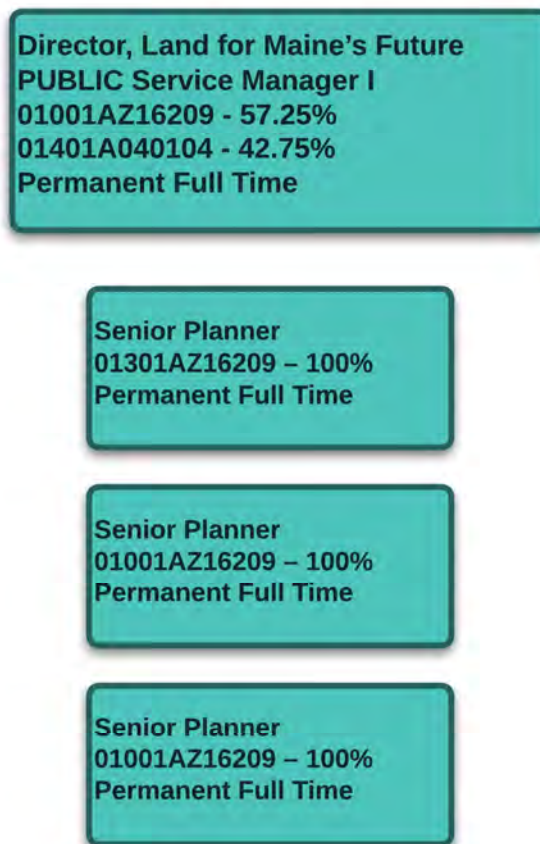 Director, Land for Maine’s Future
PUBLIC Service Manager I
01001AZ16209 - 57.25%
01401A040104 - 42.75%
Permanent Full Time
Senior Planner
01301AZ16209 – 100%
Permanent Full Time
Senior Planner
01001AZ16209 – 100%
Permanent Full Time
Senior Planner
01001AZ16209 – 100%
Permanent Full Time